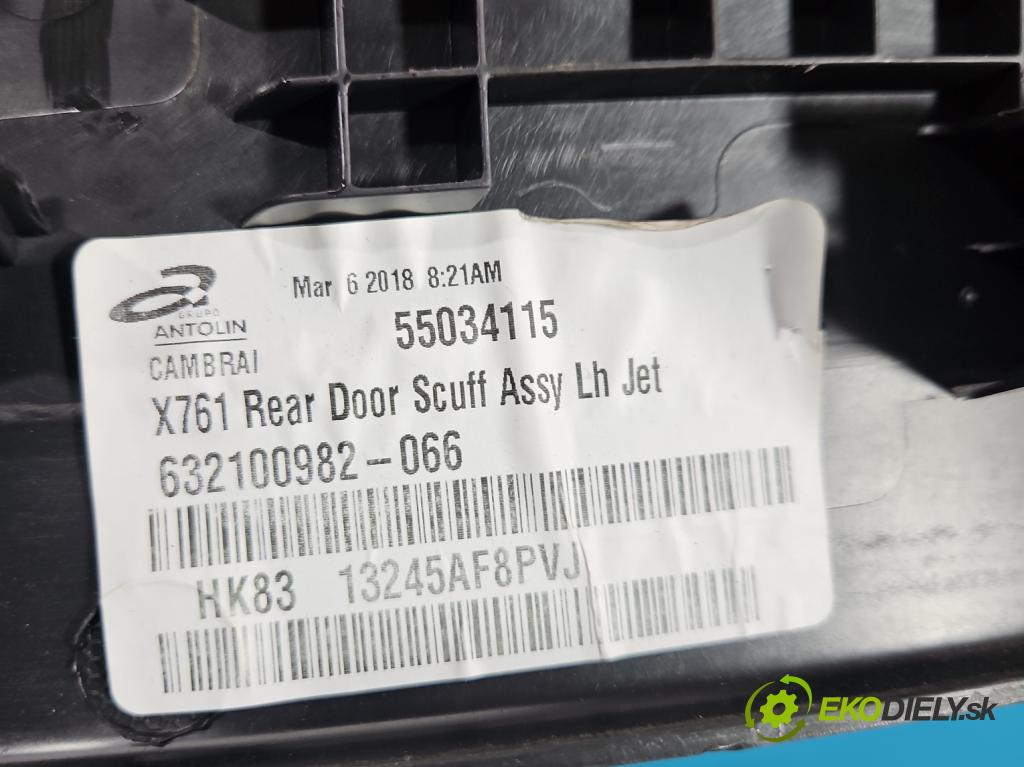 Mar 6 2018 8:21AM
GRUPO
ANTOLIN
55034115
CAMBRAI
X761 Rear Door Scuff Assy Lh Jet
632100982-066
HK83 13245AF8PVJ
EKODIELY.sk